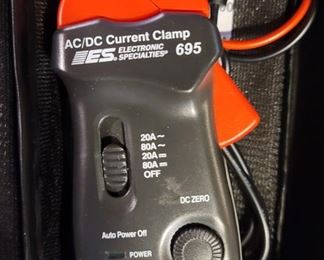 AC/DC Current Clamp
ES® ELECTRONIC SPECIALTIES® 695
20A~
80A~
20A⎓
80A⎓
OFF
DC ZERO
Auto Power Off
POWER